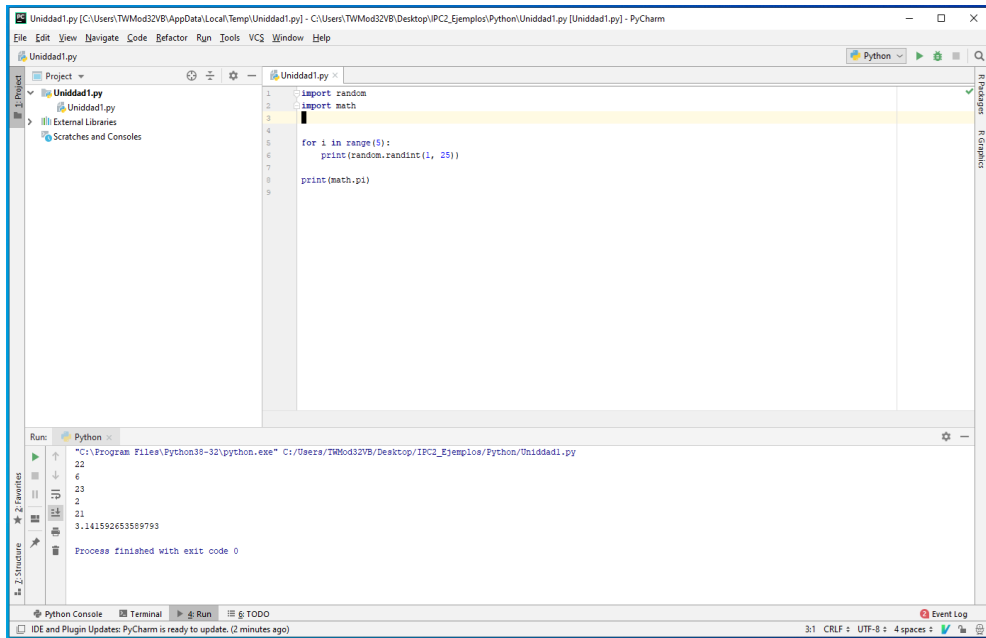 Uniddad1.py [C:\Users\TWMod32VB\AppData\Local\Temp\Uniddad1.py] - C:\Users\TWMod32VB\Desktop\IPC2_Ejemplos\Python\Uniddad1.py [Uniddad1.py] - PyCharm
File Edit View Navigate Code Refactor Run Tools VCS Window Help
Uniddad1.py
Python
1: Project
Project
Uniddad1.py
Uniddad1.py
External Libraries
Scratches and Consoles
Uniddad1.py
1 import random
2 import math
3
4
5 for i in range(5):
6 print(random.randint(1, 25))
7
8 print(math.pi)
9
R Packages
R Graphics
Run: Python
"C:\Program Files\Python38-32\python.exe" C:/Users/TWMod32VB/Desktop/IPC2_Ejemplos/Python/Uniddad1.py
22
6
23
2
21
3.141592653589793
Process finished with exit code 0
2: Favorites
7: Structure
Python Console Terminal 4: Run 6: TODO
2 Event Log
IDE and Plugin Updates: PyCharm is ready to update. (2 minutes ago)
3:1 CRLF UTF-8 4 spaces